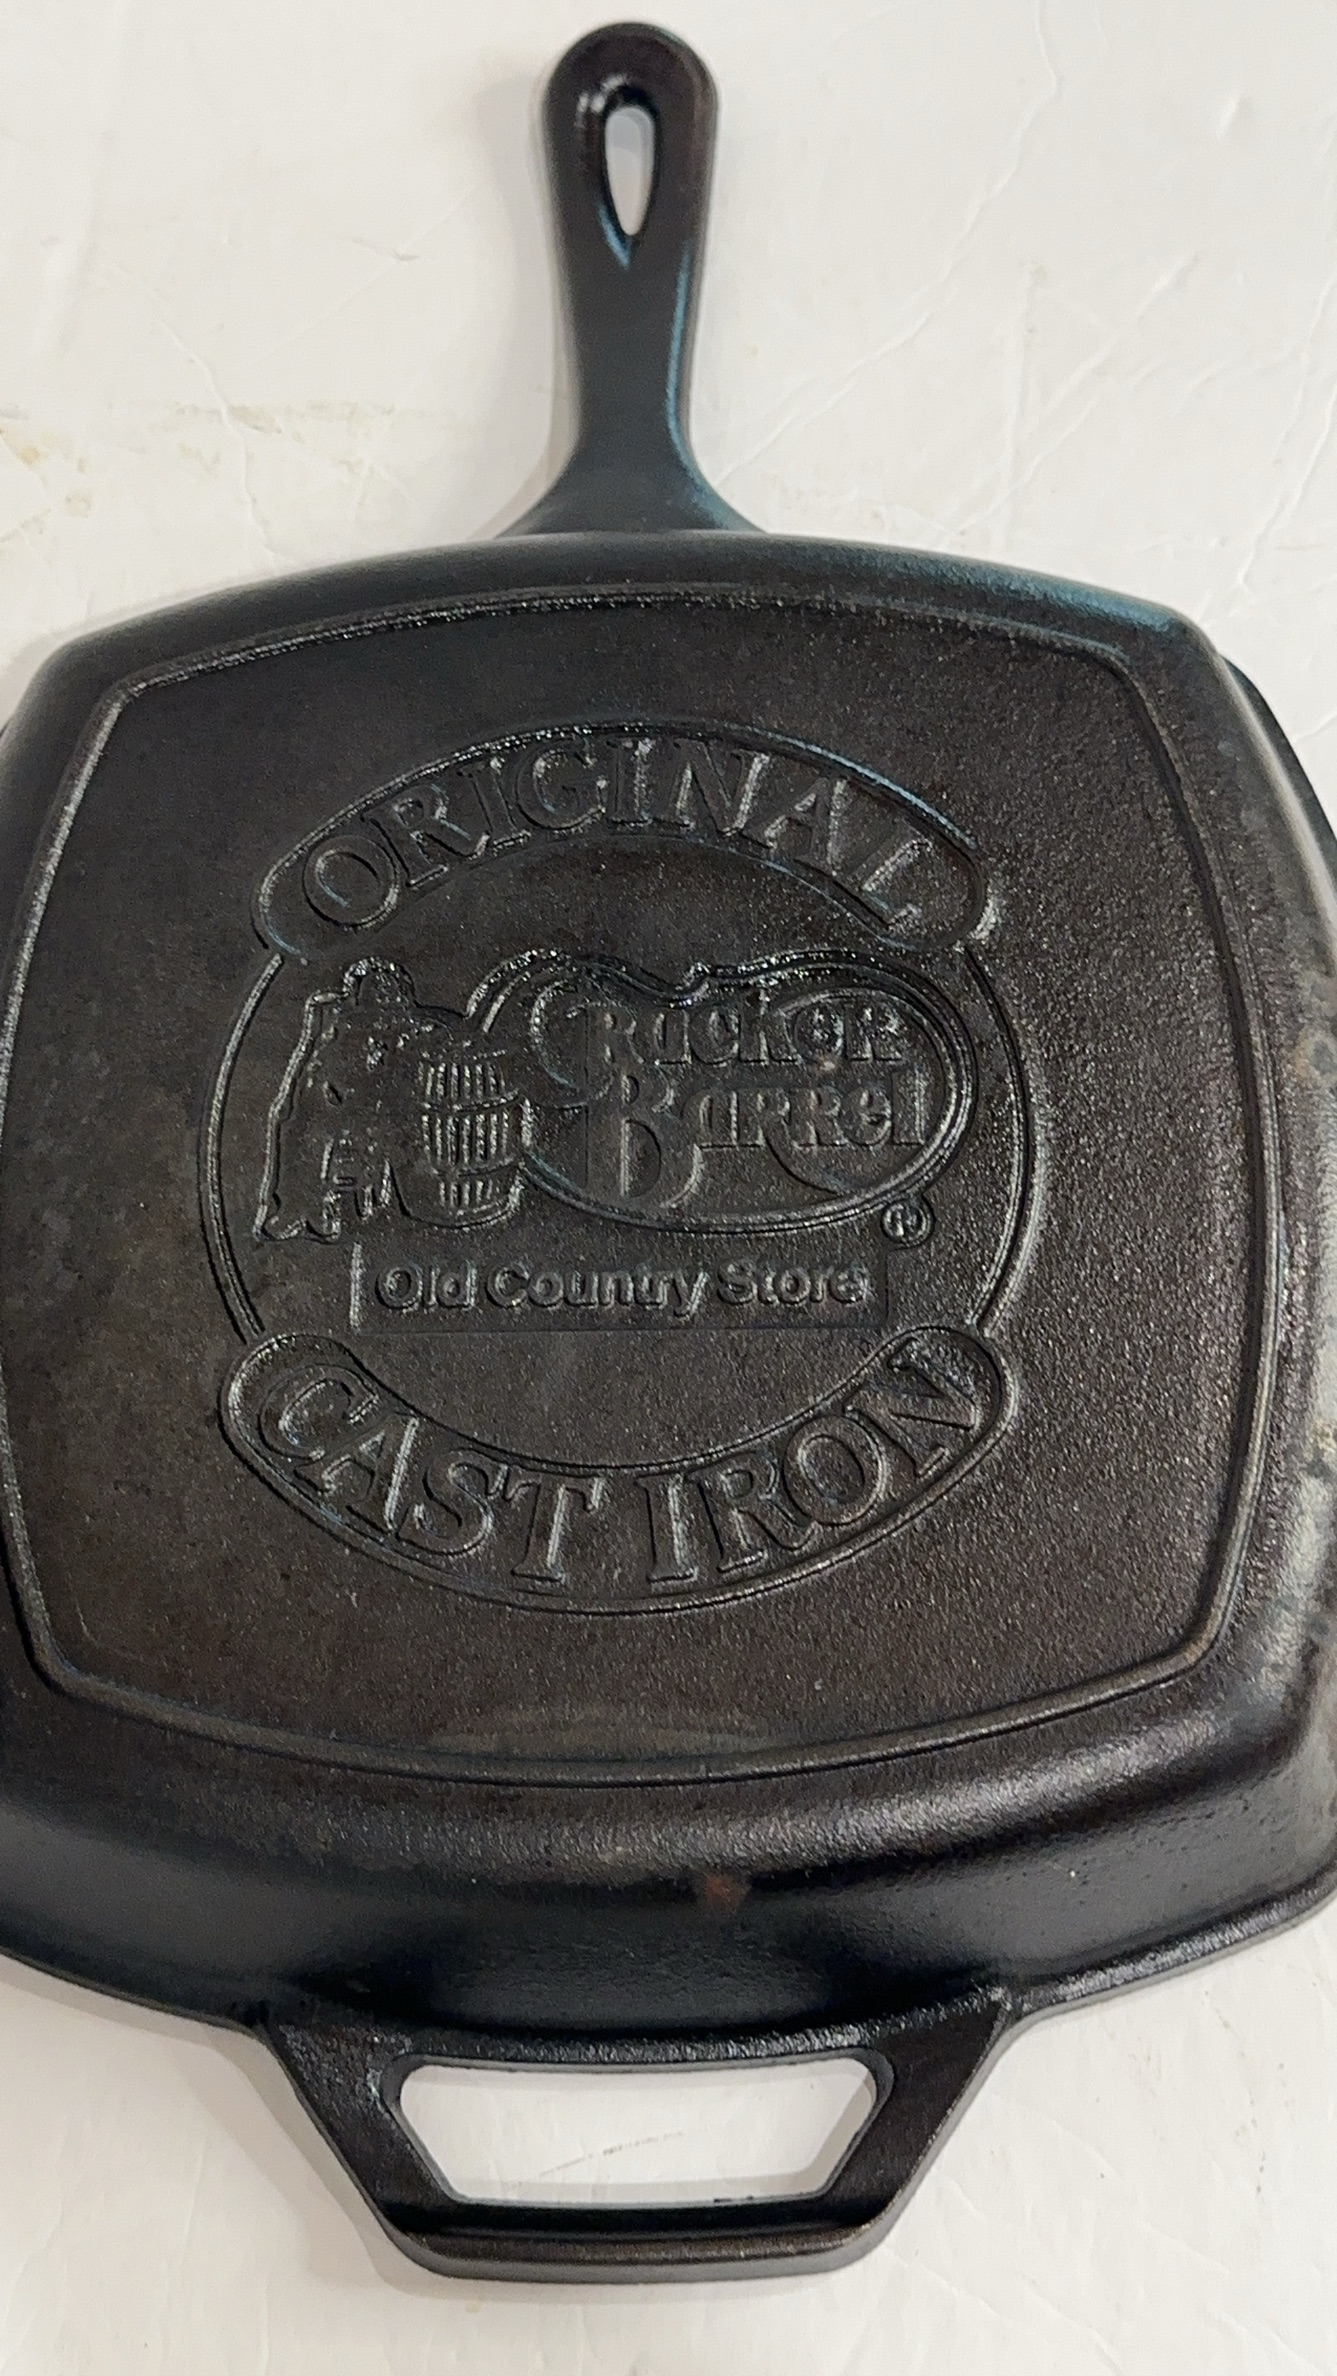 ORIGINAL
Cracker
Barrel
®
Old Country Store
CAST IRON